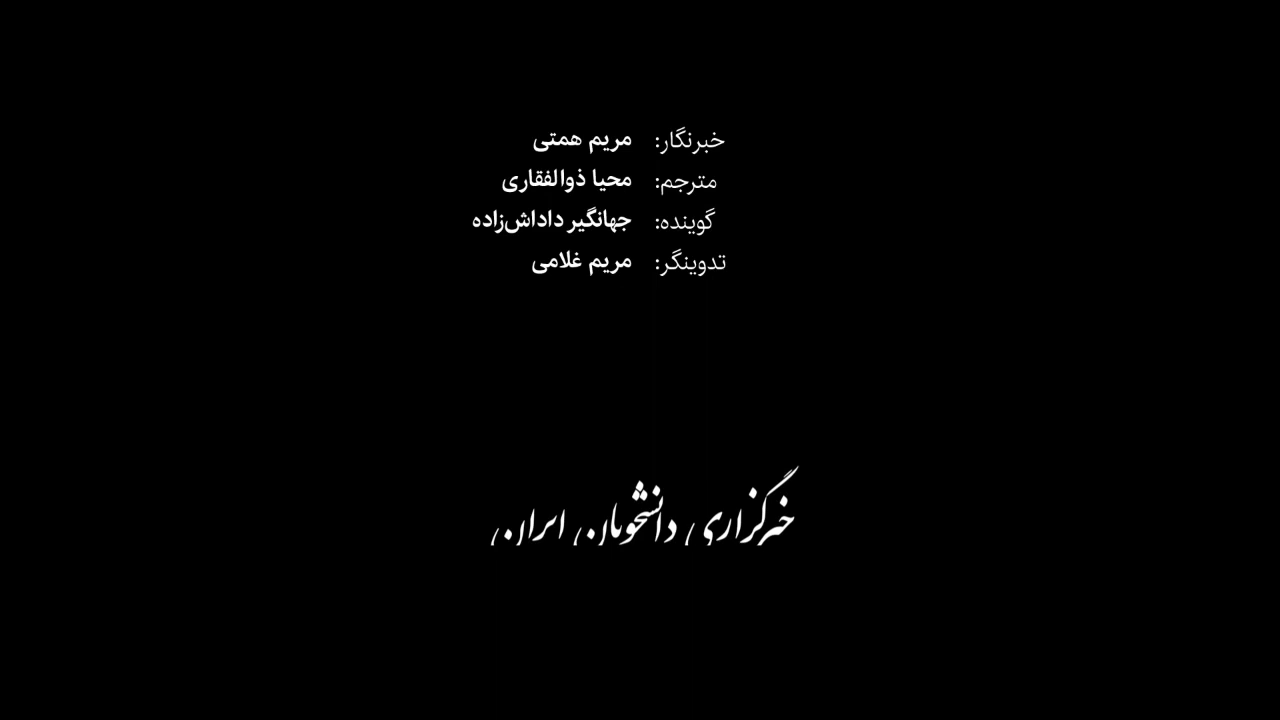 خبرنگار: مریم همتی
مترجم: محیا ذوالفقاری
گوینده: جهانگیر داداش‌زاده
تدوینگر: مریم غلامی
خبرگزاری دانشجویان ایران